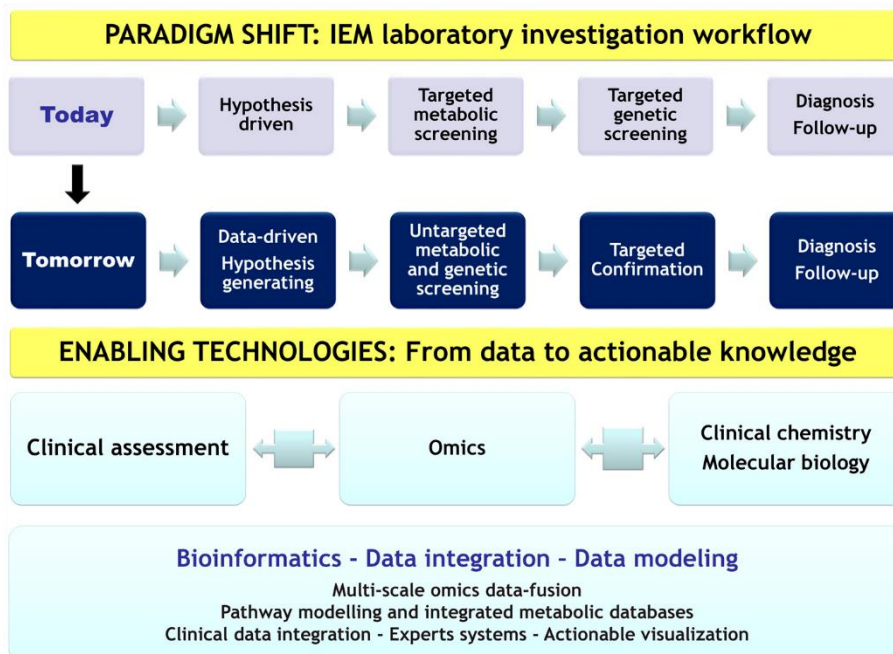 PARADIGM SHIFT: IEM laboratory investigation workflow
Today
Hypothesis
driven
Targeted
metabolic
screening
Targeted
genetic
screening
Diagnosis
Follow-up
Tomorrow
Data-driven
Hypothesis
generating
Untargeted
metabolic
and genetic
screening
Targeted
Confirmation
Diagnosis
Follow-up
ENABLING TECHNOLOGIES: From data to actionable knowledge
Clinical assessment
Omics
Clinical chemistry
Molecular biology
Bioinformatics - Data integration – Data modeling
Multi-scale omics data-fusion
Pathway modelling and integrated metabolic databases
Clinical data integration - Experts systems - Actionable visualization